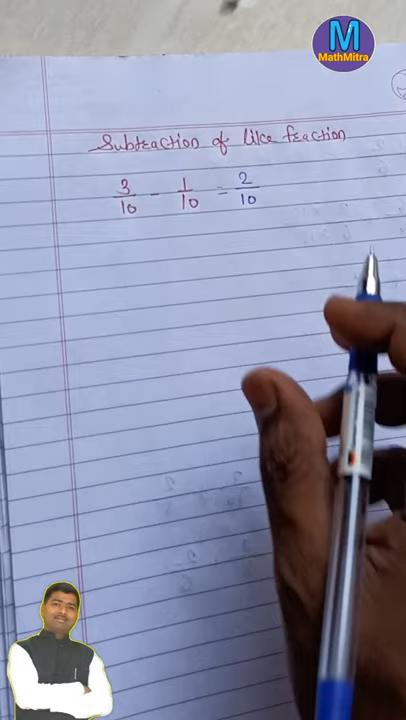 M
MathMitra
Subtraction of like fraction
3/10 - 1/10 = 2/10